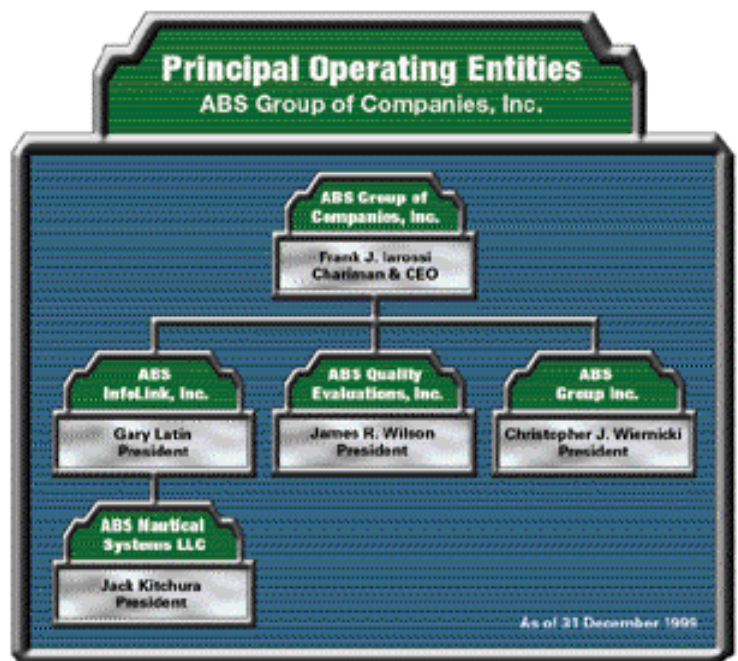 Principal Operating Entities
ABS Group of Companies, Inc.
ABS Group of
Companies, Inc.
Frank J. Iarossi
Chariman & CEO
ABS
InfoLink, Inc.
Gary Latin
President
ABS Quality
Evaluations, Inc.
James R. Wilson
President
ABS
Group Inc.
Christopher J. Wiernicki
President
ABS Nautical
Systems LLC
Jack Kitchura
President
As of 31 December 1999